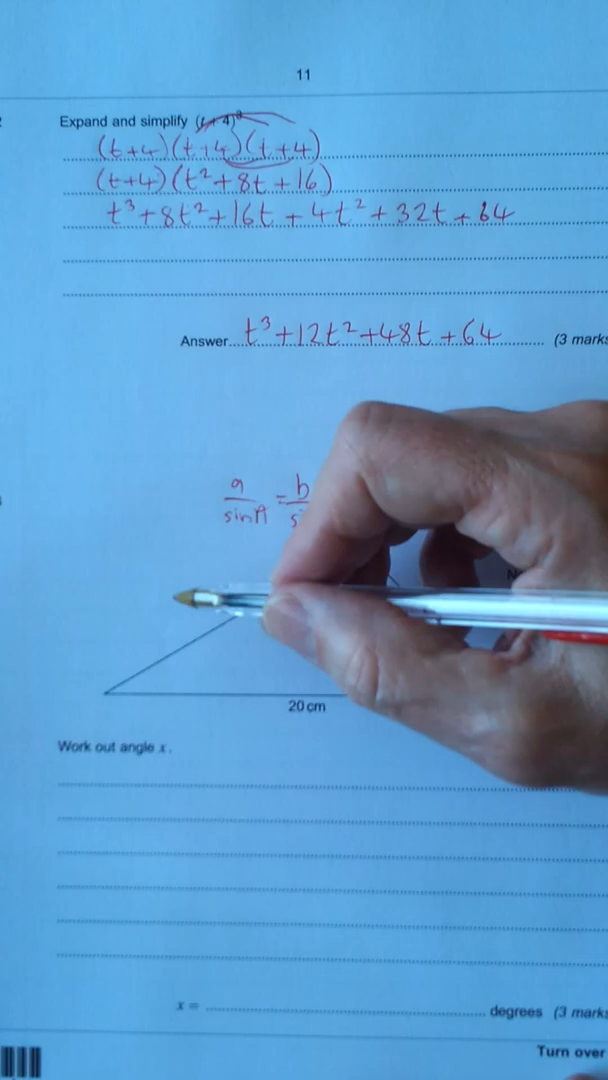 11
Expand and simplify (t + 4)³
(t+4)(t+4)(t+4)
(t+4)(t²+8t+16)
t³+8t²+16t+4t²+32t+64
Answer t³+12t²+48t+64 (3 marks
a/sinA = b/
20 cm
Work out angle x.
x = degrees (3 marks
Turn over